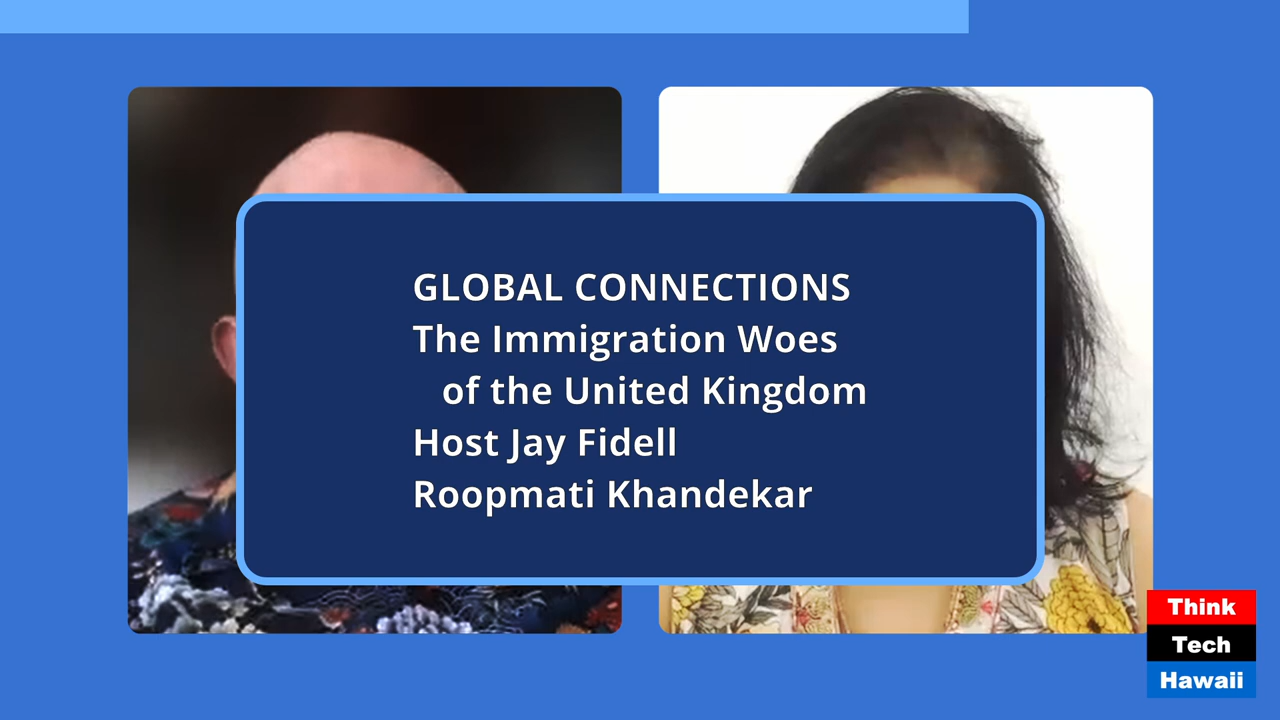 GLOBAL CONNECTIONS
The Immigration Woes
of the United Kingdom
Host Jay Fidell
Roopmati Khandekar
Think
Tech
Hawaii